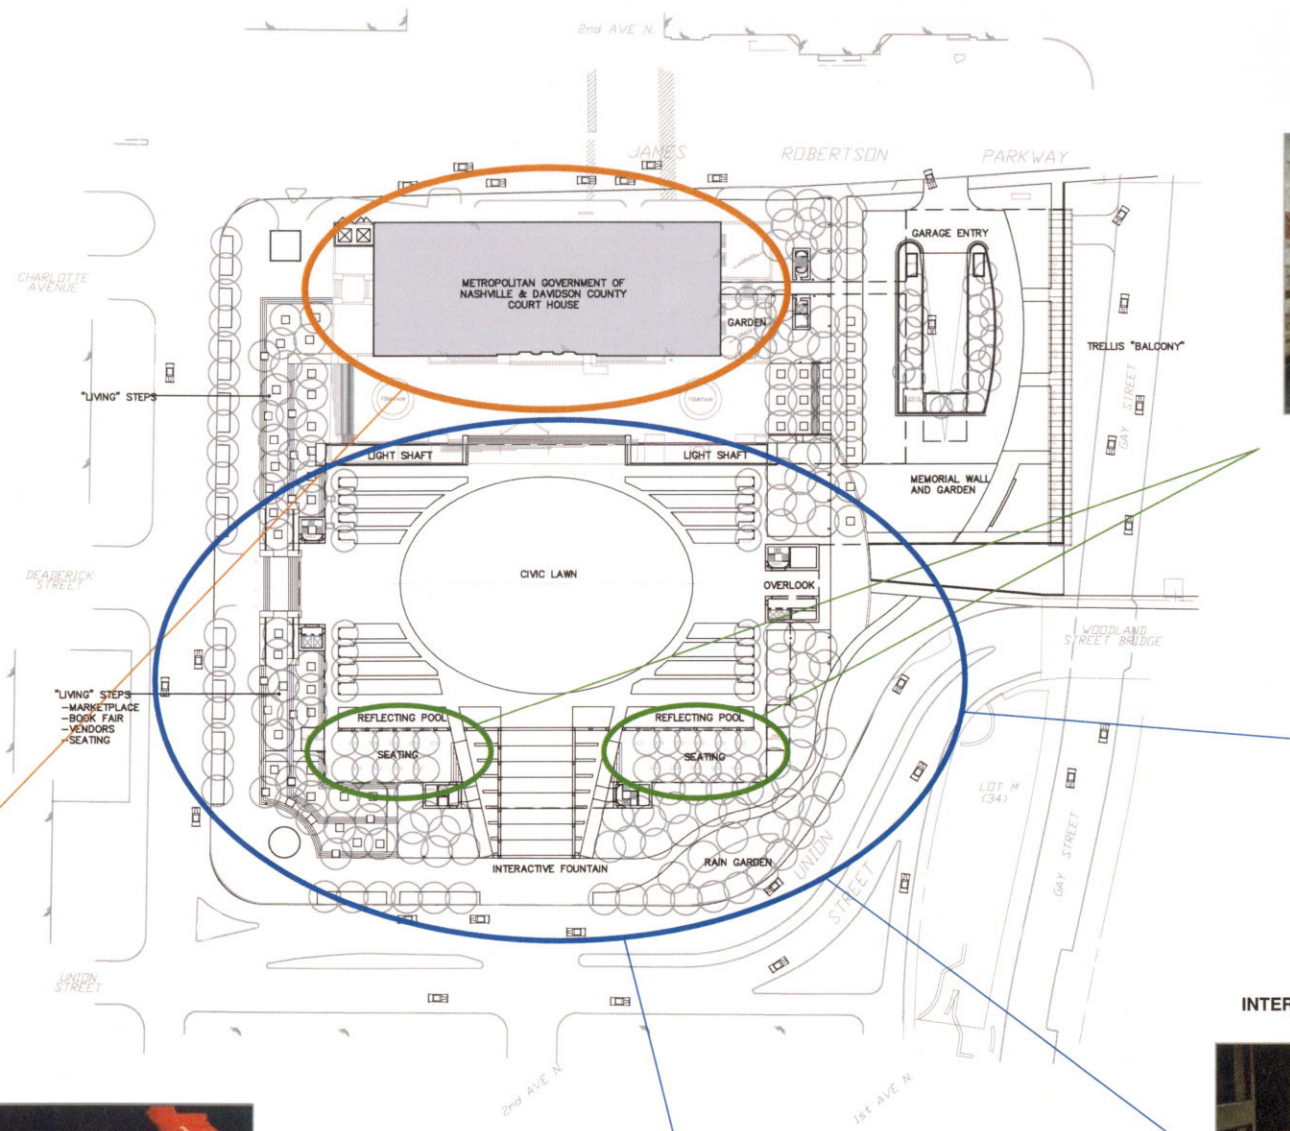 2nd AVE N.
JAMES ROBERTSON PARKWAY
GARAGE ENTRY
CHARLOTTE
AVENUE
METROPOLITAN GOVERNMENT OF
NASHVILLE & DAVIDSON COUNTY
COURT HOUSE
GARDEN
TRELLIS "BALCONY"
GAY STREET
"LIVING" STEPS
FOUNTAIN
FOUNTAIN
LIGHT SHAFT
LIGHT SHAFT
MEMORIAL WALL
AND GARDEN
DEADERICK
STREET
CIVIC LAWN
OVERLOOK
WOODLAND
STREET BRIDGE
"LIVING" STEPS
-MARKETPLACE
-BOOK FAIR
-VENDORS
-SEATING
REFLECTING POOL
REFLECTING POOL
SEATING
SEATING
LOT M
(34)
UNION
STREET
GAY STREET
RAIN GARDEN
INTERACTIVE FOUNTAIN
UNION
STREET
INTER
2nd AVE N.
1st AVE N.